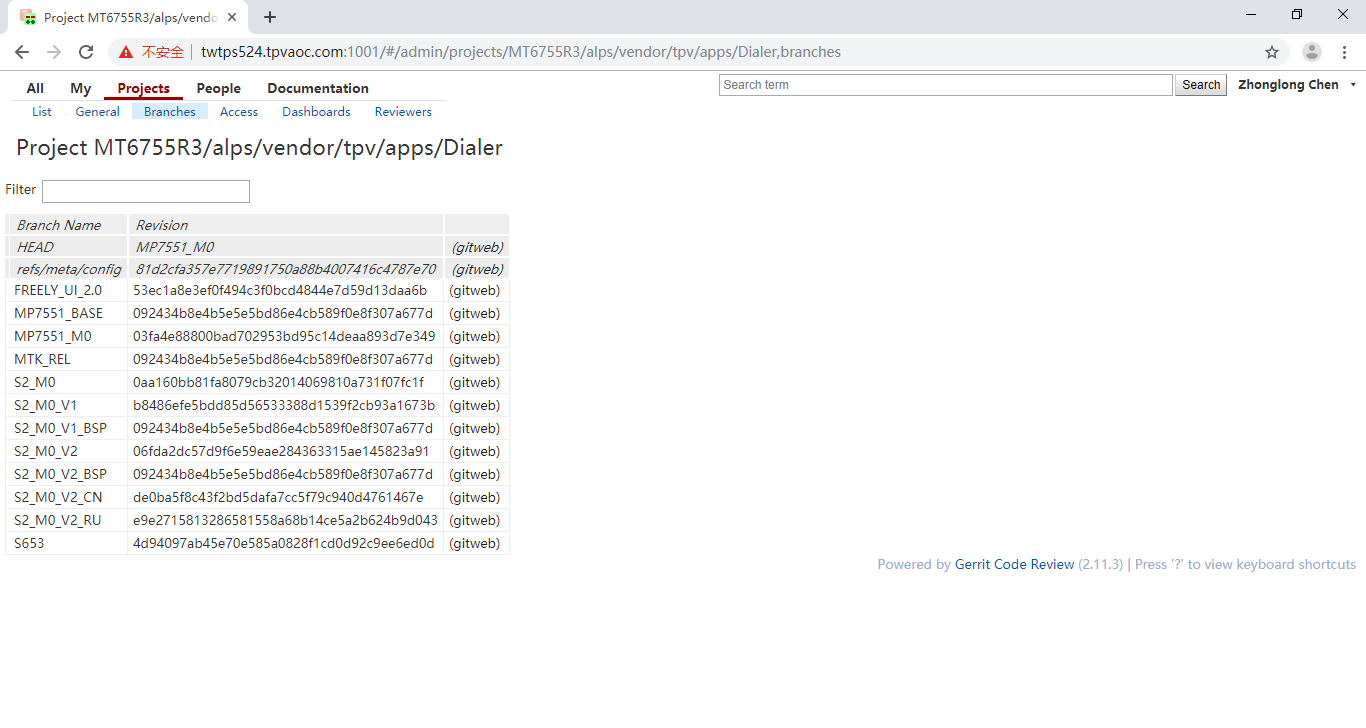 Project MT6755R3/alps/vendo
不安全 twtps524.tpvaoc.com:1001/#/admin/projects/MT6755R3/alps/vendor/tpv/apps/Dialer,branches
All My Projects People Documentation Search term Search Zhonglong Chen
List General Branches Access Dashboards Reviewers
Project MT6755R3/alps/vendor/tpv/apps/Dialer
Filter
Branch Name Revision
HEAD MP7551_M0 (gitweb)
refs/meta/config 81d2cfa357e7719891750a88b4007416c4787e70 (gitweb)
FREELY_UI_2.0 53ec1a8e3ef0f494c3f0bcd4844e7d59d13daa6b (gitweb)
MP7551_BASE 092434b8e4b5e5e5bd86e4cb589f0e8f307a677d (gitweb)
MP7551_M0 03fa4e88800bad702953bd95c14deaa893d7e349 (gitweb)
MTK_REL 092434b8e4b5e5e5bd86e4cb589f0e8f307a677d (gitweb)
S2_M0 0aa160bb81fa8079cb32014069810a731f07fc1f (gitweb)
S2_M0_V1 b8486efe5bdd85d56533388d1539f2cb93a1673b (gitweb)
S2_M0_V1_BSP 092434b8e4b5e5e5bd86e4cb589f0e8f307a677d (gitweb)
S2_M0_V2 06fda2dc57d9f6e59eae284363315ae145823a91 (gitweb)
S2_M0_V2_BSP 092434b8e4b5e5e5bd86e4cb589f0e8f307a677d (gitweb)
S2_M0_V2_CN de0ba5f8c43f2bd5dafa7cc5f79c940d4761467e (gitweb)
S2_M0_V2_RU e9e2715813286581558a68b14ce5a2b624b9d043 (gitweb)
S653 4d94097ab45e70e585a0828f1cd0d92c9ee6ed0d (gitweb)
Powered by Gerrit Code Review (2.11.3) | Press '?' to view keyboard shortcuts